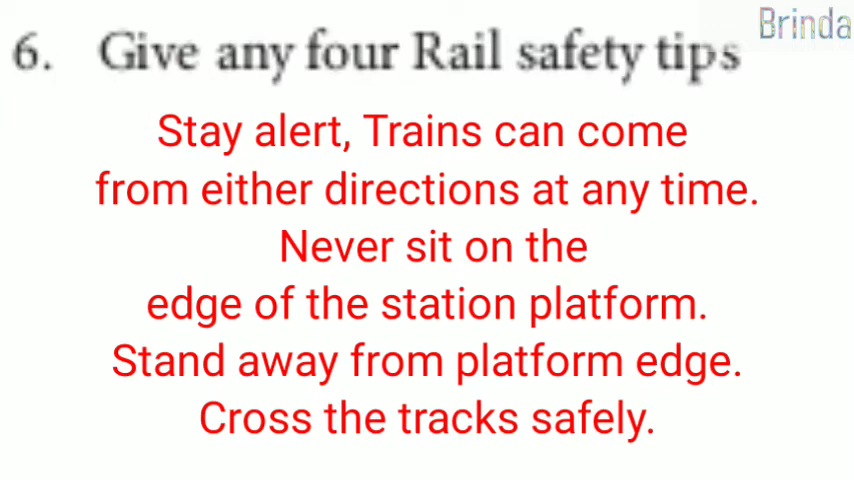 Brinda
6. Give any four Rail safety tips
Stay alert, Trains can come
from either directions at any time.
Never sit on the
edge of the station platform.
Stand away from platform edge.
Cross the tracks safely.